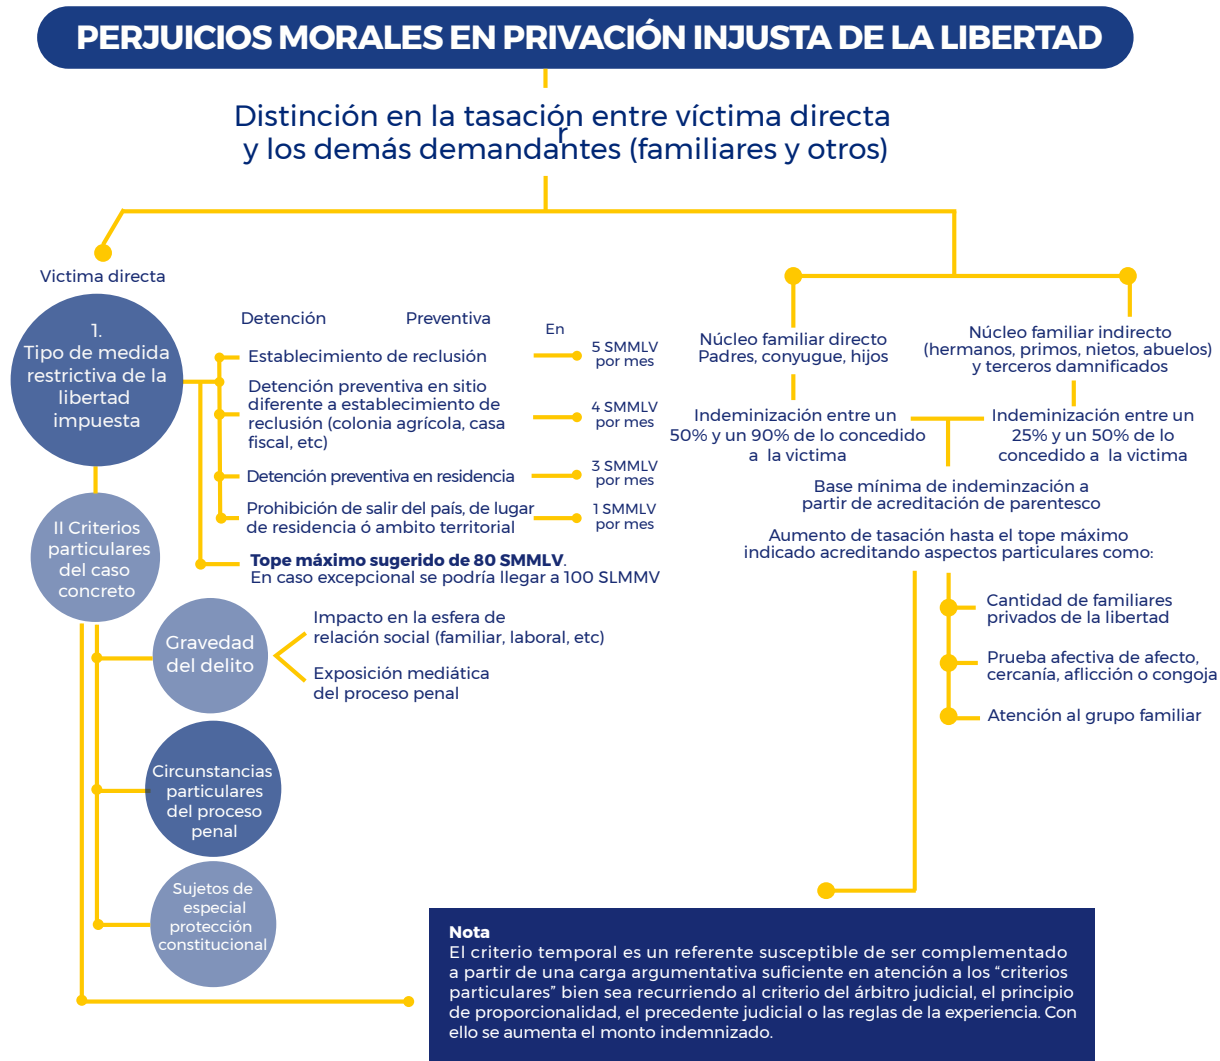 PERJUICIOS MORALES EN PRIVACIÓN INJUSTA DE LA LIBERTAD
Distinción en la tasación entre víctima directa
r
y los demás demandantes (familiares y otros)
Victima directa
1.
Tipo de medida
restrictiva de la
libertad
impuesta
Detención Preventiva En
Establecimiento de reclusión
5 SMMLV
por mes
Detención preventiva en sitio
diferente a establecimiento de
reclusión (colonia agrícola, casa
fiscal, etc)
4 SMMLV
por mes
Detención preventiva en residencia
3 SMMLV
por mes
Prohibición de salir del país, de lugar
de residencia ó ambito territorial
1 SMMLV
por mes
Tope máximo sugerido de 80 SMMLV.
En caso excepcional se podría llegar a 100 SLMMV
II Criterios
particulares
del caso
concreto
Gravedad
del delito
Impacto en la esfera de
relación social (familiar, laboral, etc)
Exposición mediática
del proceso penal
Circunstancias
particulares
del proceso
penal
Sujetos de
especial
protección
constitucional
Núcleo familiar directo
Padres, conyugue, hijos
Indeminización entre un
50% y un 90% de lo concedido
a la victima
Núcleo familiar indirecto
(hermanos, primos, nietos, abuelos)
y terceros damnificados
Indeminización entre un
25% y un 50% de lo
concedido a la victima
Base mínima de indeminzación a
partir de acreditación de parentesco
Aumento de tasación hasta el tope máximo
indicado acreditando aspectos particulares como:
Cantidad de familiares
privados de la libertad
Prueba afectiva de afecto,
cercanía, aflicción o congoja
Atención al grupo familiar
Nota
El criterio temporal es un referente susceptible de ser complementado
a partir de una carga argumentativa suficiente en atención a los “criterios
particulares” bien sea recurriendo al criterio del árbitro judicial, el principio
de proporcionalidad, el precedente judicial o las reglas de la experiencia. Con
ello se aumenta el monto indemnizado.